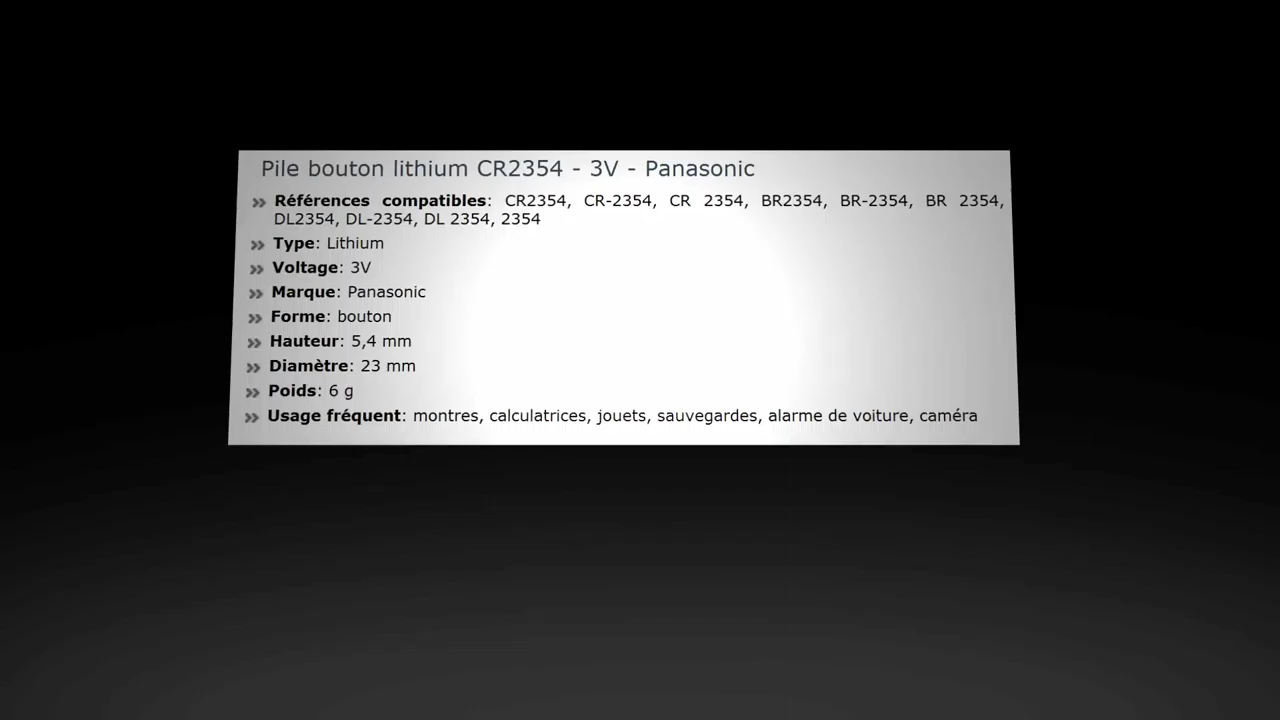 Pile bouton lithium CR2354 - 3V - Panasonic
Références compatibles: CR2354, CR-2354, CR 2354, BR2354, BR-2354, BR 2354,
DL2354, DL-2354, DL 2354, 2354
Type: Lithium
Voltage: 3V
Marque: Panasonic
Forme: bouton
Hauteur: 5,4 mm
Diamètre: 23 mm
Poids: 6 g
Usage fréquent: montres, calculatrices, jouets, sauvegardes, alarme de voiture, caméra